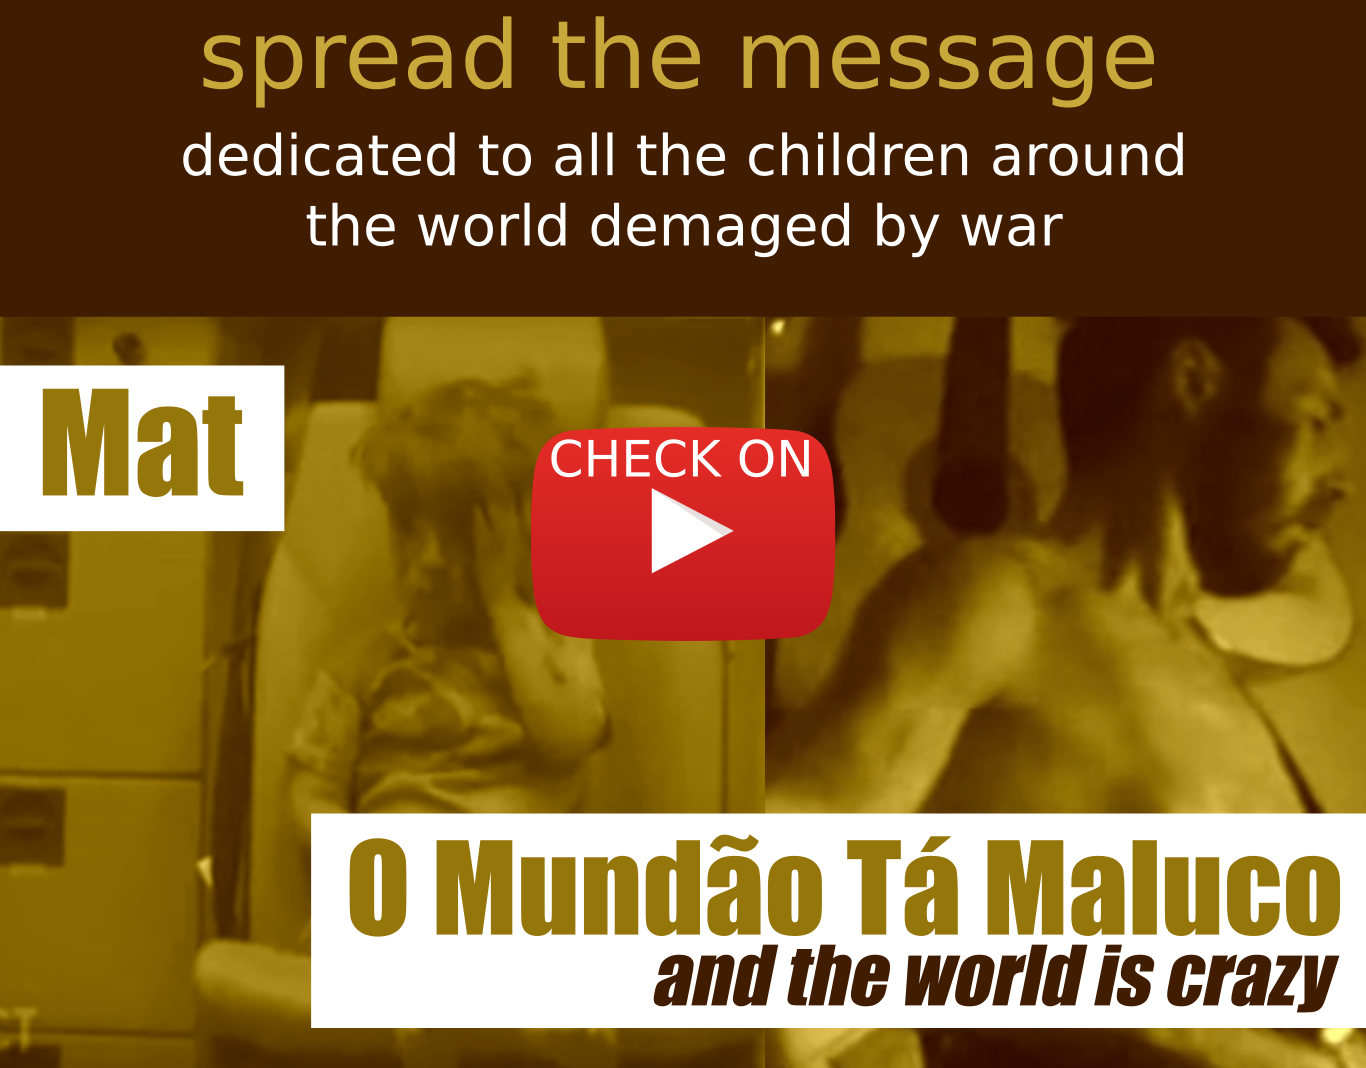 spread the message
dedicated to all the children around
the world demaged by war
Mat
CHECK ON
O Mundão Tá Maluco
and the world is crazy